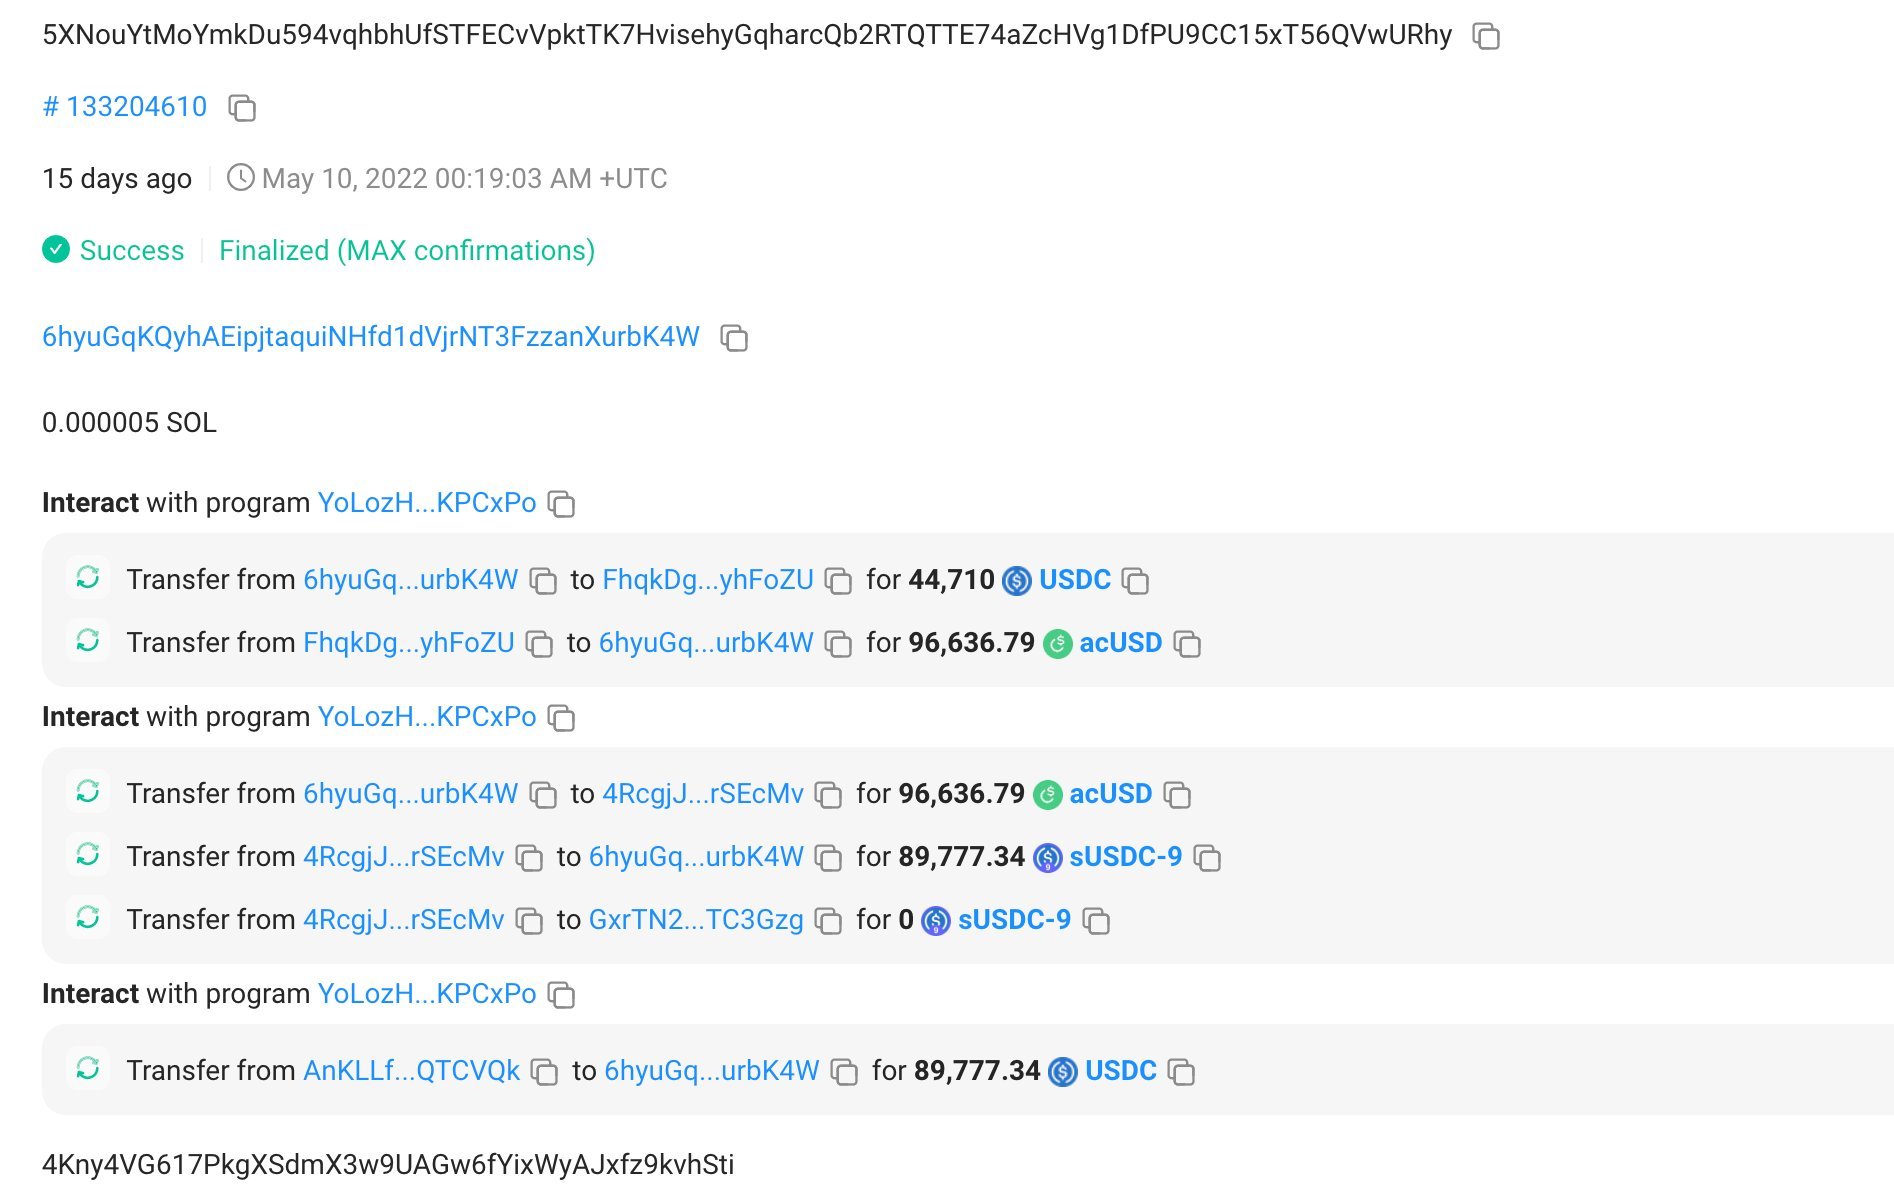 5XNouYtMoYmkDu594vqhbhUfSTFECvVpktTK7HvisehyGqharcQb2RTQTTE74aZcHVg1DfPU9CC15xT56QVwURhy
# 133204610
15 days ago May 10, 2022 00:19:03 AM +UTC
Success Finalized (MAX confirmations)
6hyuGqKQyhAEipjtaquiNHfd1dVjrNT3FzzanXurbK4W
0.000005 SOL
Interact with program YoLozH...KPCxPo
Transfer from 6hyuGq...urbK4W to FhqkDg...yhFoZU for 44,710 USDC
Transfer from FhqkDg...yhFoZU to 6hyuGq...urbK4W for 96,636.79 acUSD
Interact with program YoLozH...KPCxPo
Transfer from 6hyuGq...urbK4W to 4RcgjJ...rSEcMv for 96,636.79 acUSD
Transfer from 4RcgjJ...rSEcMv to 6hyuGq...urbK4W for 89,777.34 sUSDC-9
Transfer from 4RcgjJ...rSEcMv to GxrTN2...TC3Gzg for 0 sUSDC-9
Interact with program YoLozH...KPCxPo
Transfer from AnKLLf...QTCVQk to 6hyuGq...urbK4W for 89,777.34 USDC
4Kny4VG617PkgXSdmX3w9UAGw6fYixWyAJxfz9kvhSti